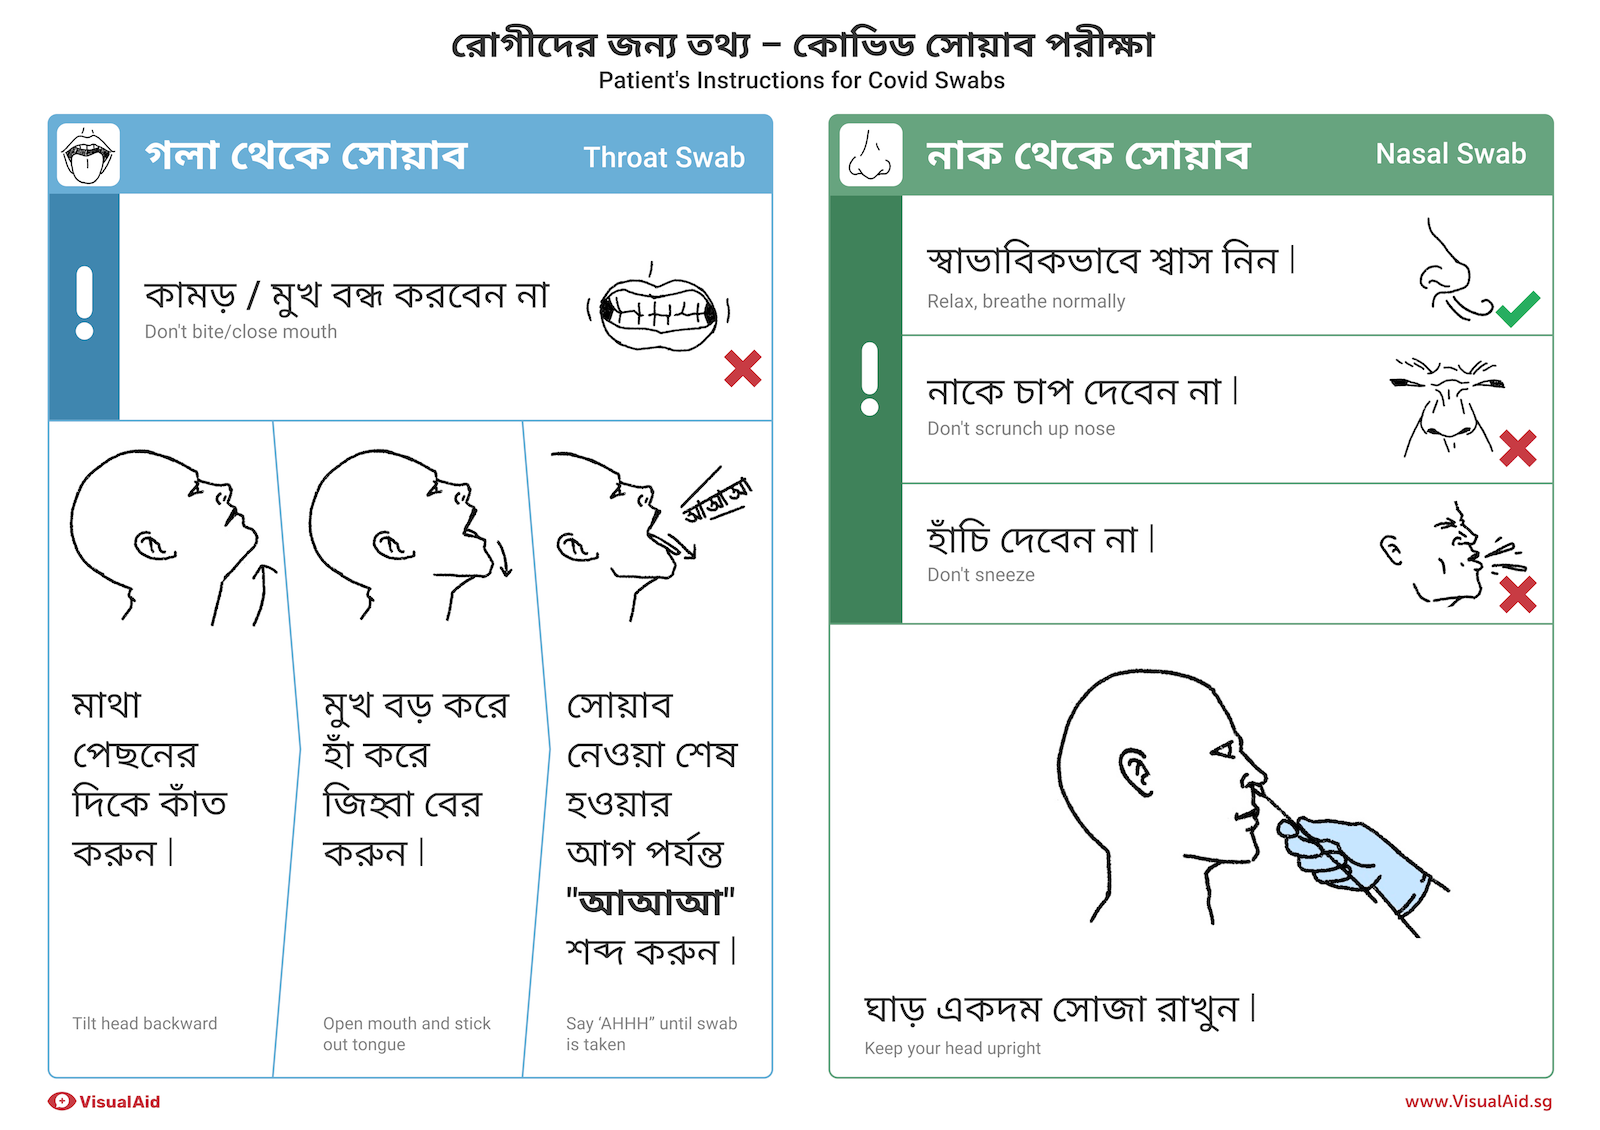 রোগীদের জন্য তথ্য – কোভিড সোয়াব পরীক্ষা
Patient's Instructions for Covid Swabs
গলা থেকে সোয়াব
Throat Swab
কামড় / মুখ বন্ধ করবেন না
Don't bite/close mouth
আআআ
মাথা
পেছনের
দিকে কাঁত
করুন।
Tilt head backward
মুখ বড় করে
হাঁ করে
জিহ্বা বের
করুন।
Open mouth and stick
out tongue
সোয়াব
নেওয়া শেষ
হওয়ার
আগ পর্যন্ত
"আআআ"
শব্দ করুন।
Say ‘AHHH” until swab
is taken
নাক থেকে সোয়াব
Nasal Swab
স্বাভাবিকভাবে শ্বাস নিন।
Relax, breathe normally
নাকে চাপ দেবেন না।
Don't scrunch up nose
হাঁচি দেবেন না।
Don't sneeze
ঘাড় একদম সোজা রাখুন।
Keep your head upright
VisualAid
www.VisualAid.sg